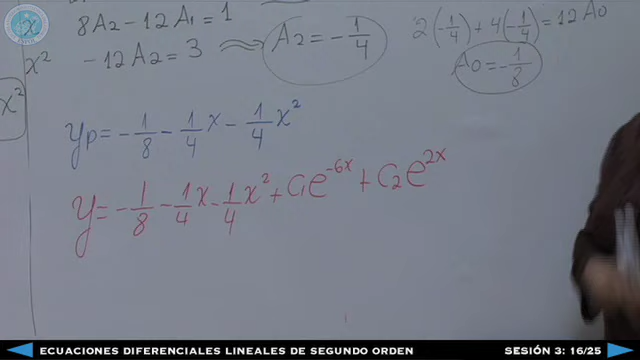 8A₂ - 12A₁ = 1
x² -12A₂ = 3 ≈> A₂ = -1/4
2(-1/4) + 4(-1/4) = 12A₀
A₀ = -1/8
x²
yp = -1/8 - 1/4 x - 1/4 x²
y = -1/8 - 1/4 x - 1/4 x² + C₁e^-6x + C₂e^2x
ECUACIONES DIFERENCIALES LINEALES DE SEGUNDO ORDEN
SESIÓN 3: 16/25